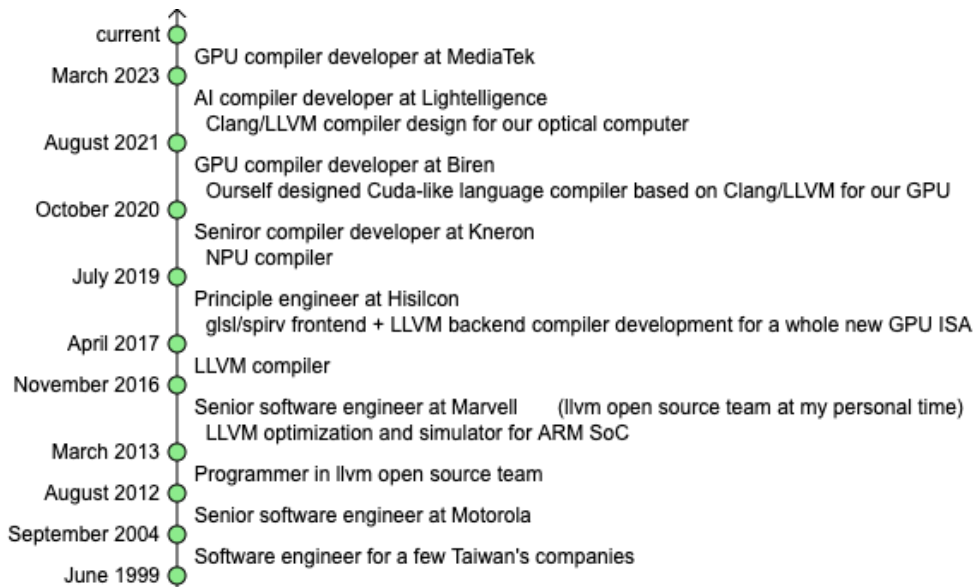 current
GPU compiler developer at MediaTek
March 2023
AI compiler developer at Lightelligence
Clang/LLVM compiler design for our optical computer
August 2021
GPU compiler developer at Biren
Ourself designed Cuda-like language compiler based on Clang/LLVM for our GPU
October 2020
Seniror compiler developer at Kneron
NPU compiler
July 2019
Principle engineer at Hisilcon
glsl/spirv frontend + LLVM backend compiler development for a whole new GPU ISA
April 2017
LLVM compiler
November 2016
Senior software engineer at Marvell (llvm open source team at my personal time)
LLVM optimization and simulator for ARM SoC
March 2013
Programmer in llvm open source team
August 2012
Senior software engineer at Motorola
September 2004
Software engineer for a few Taiwan's companies
June 1999